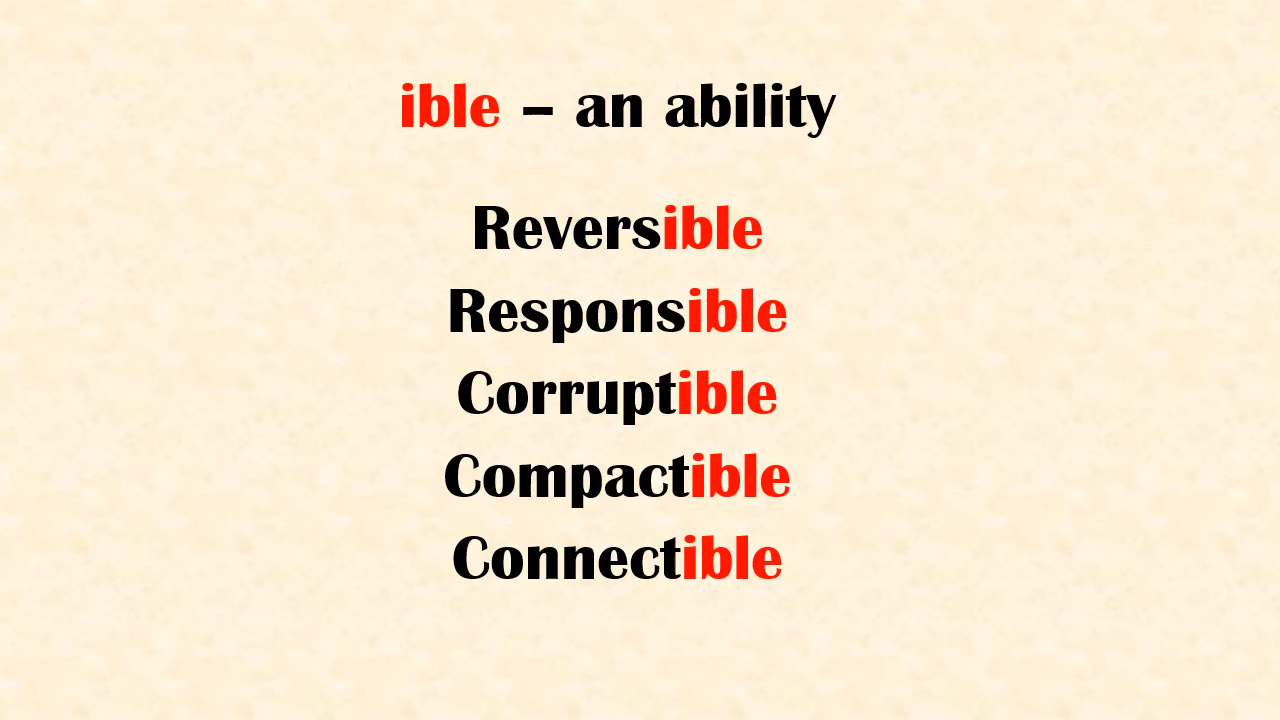 ible – an ability
Reversible
Responsible
Corruptible
Compactible
Connectible